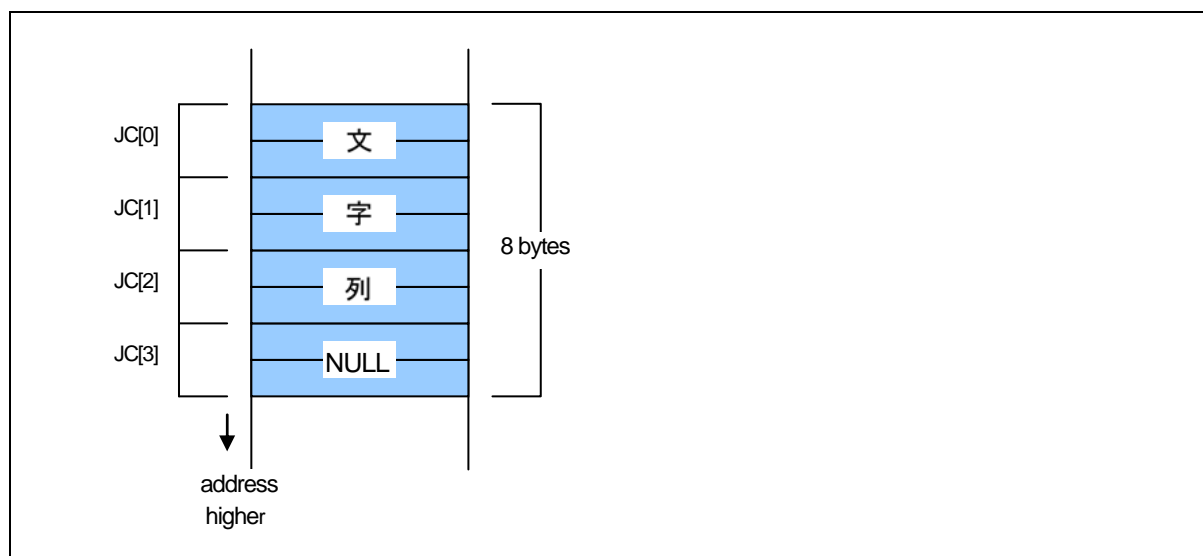 JC[0]
文
JC[1]
字
8 bytes
JC[2]
列
JC[3]
NULL
address
higher